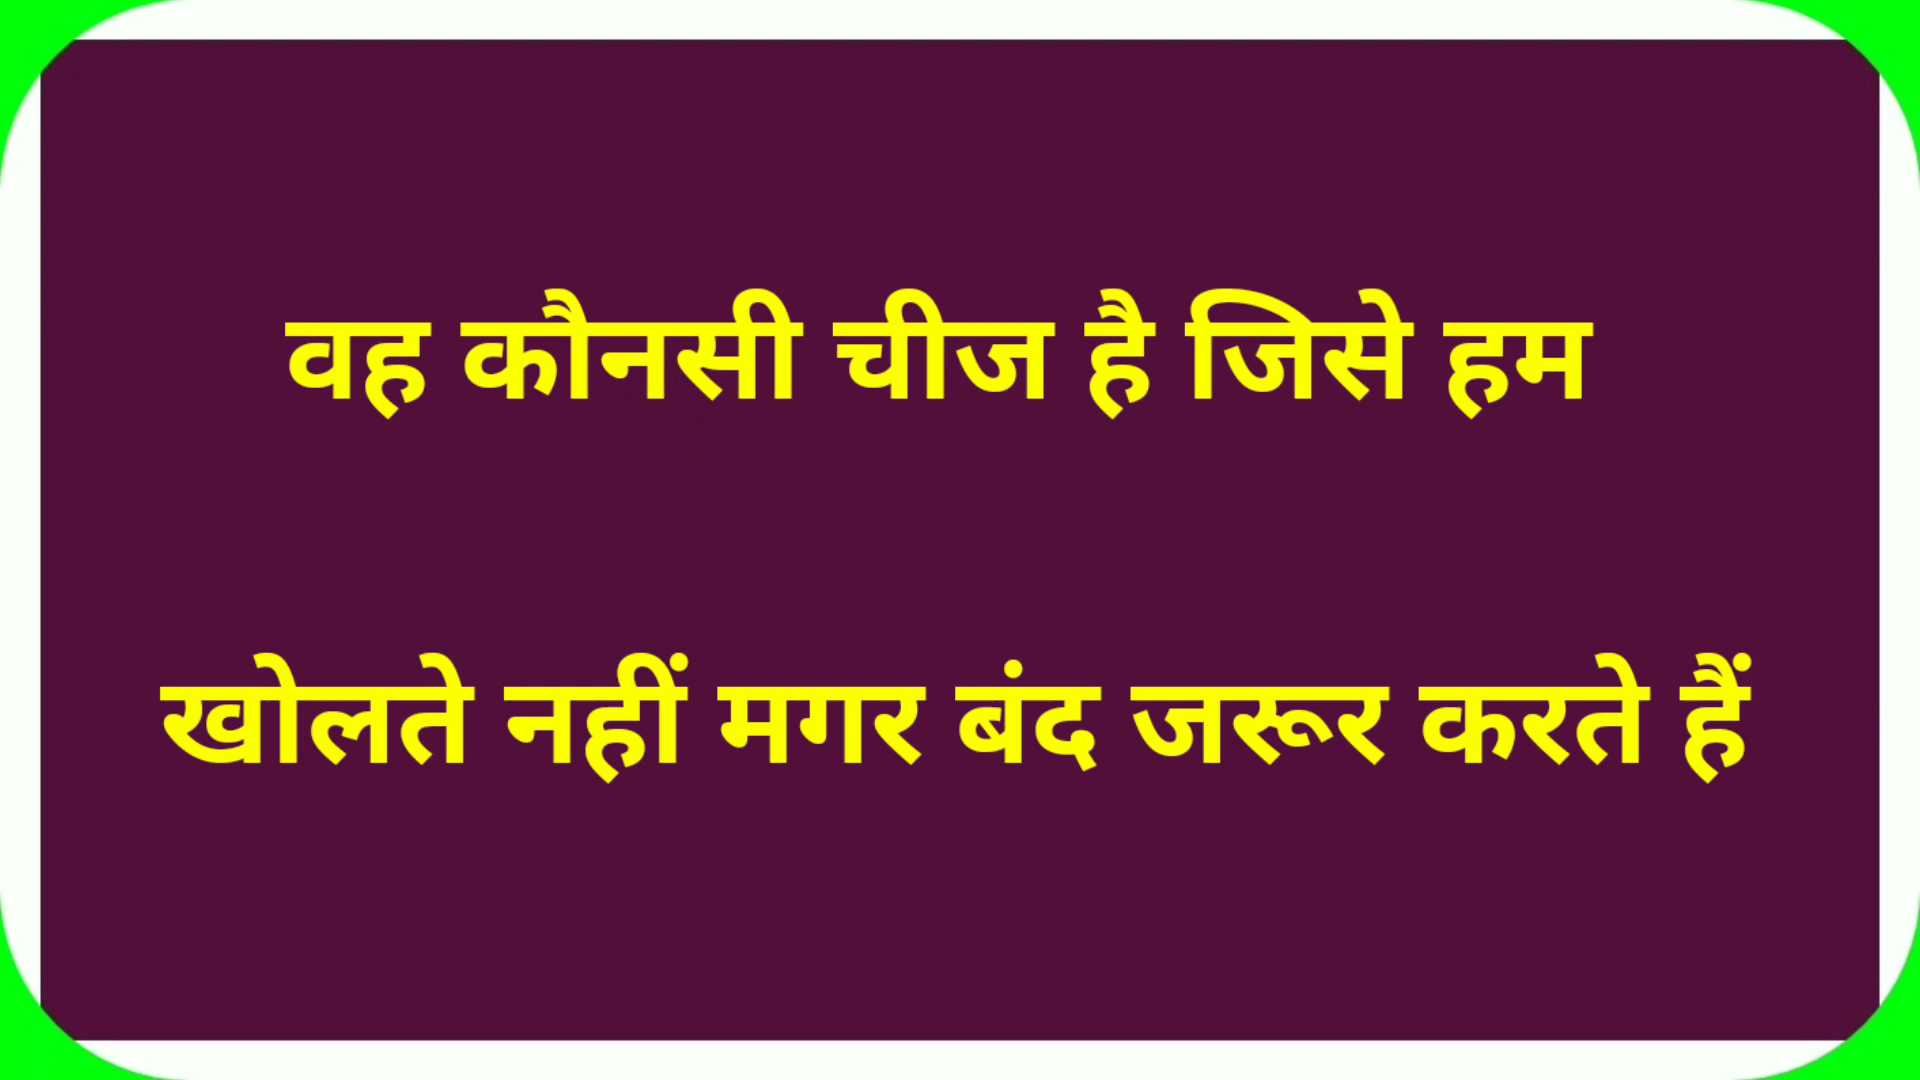 वह कौनसी चीज है जिसे हम
खोलते नहीं मगर बंद जरूर करते हैं